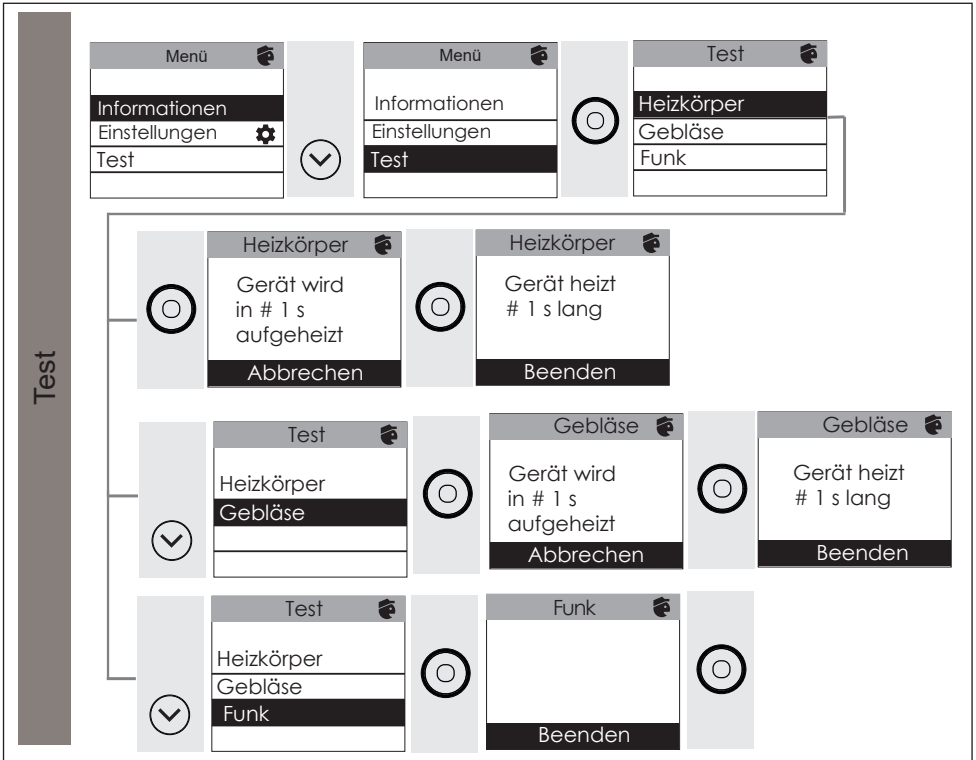 Test
Menü
Informationen
Einstellungen
Test
Menü
Informationen
Einstellungen
Test
Test
Heizkörper
Gebläse
Funk
Heizkörper
Gerät wird
in # 1 s
aufgeheizt
Abbrechen
Heizkörper
Gerät heizt
# 1 s lang
Beenden
Test
Heizkörper
Gebläse
Gebläse
Gerät wird
in # 1 s
aufgeheizt
Abbrechen
Gebläse
Gerät heizt
# 1 s lang
Beenden
Test
Heizkörper
Gebläse
Funk
Funk
Beenden